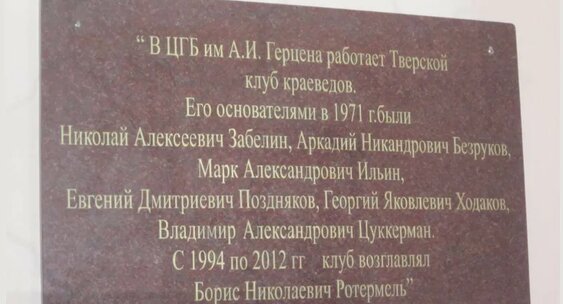 “ В ЦГБ им А.И. Герцена работает Тверской
клуб краеведов.
Его основателями в 1971 г.были
Николай Алексеевич Забелин, Аркадий Никандрович Безруков,
Марк Александрович Ильин,
Евгений Дмитриевич Поздняков, Георгий Яковлевич Ходаков,
Владимир Александрович Цуккерман.
С 1994 по 2012 гг клуб возглавлял
Борис Николаевич Ротермель”